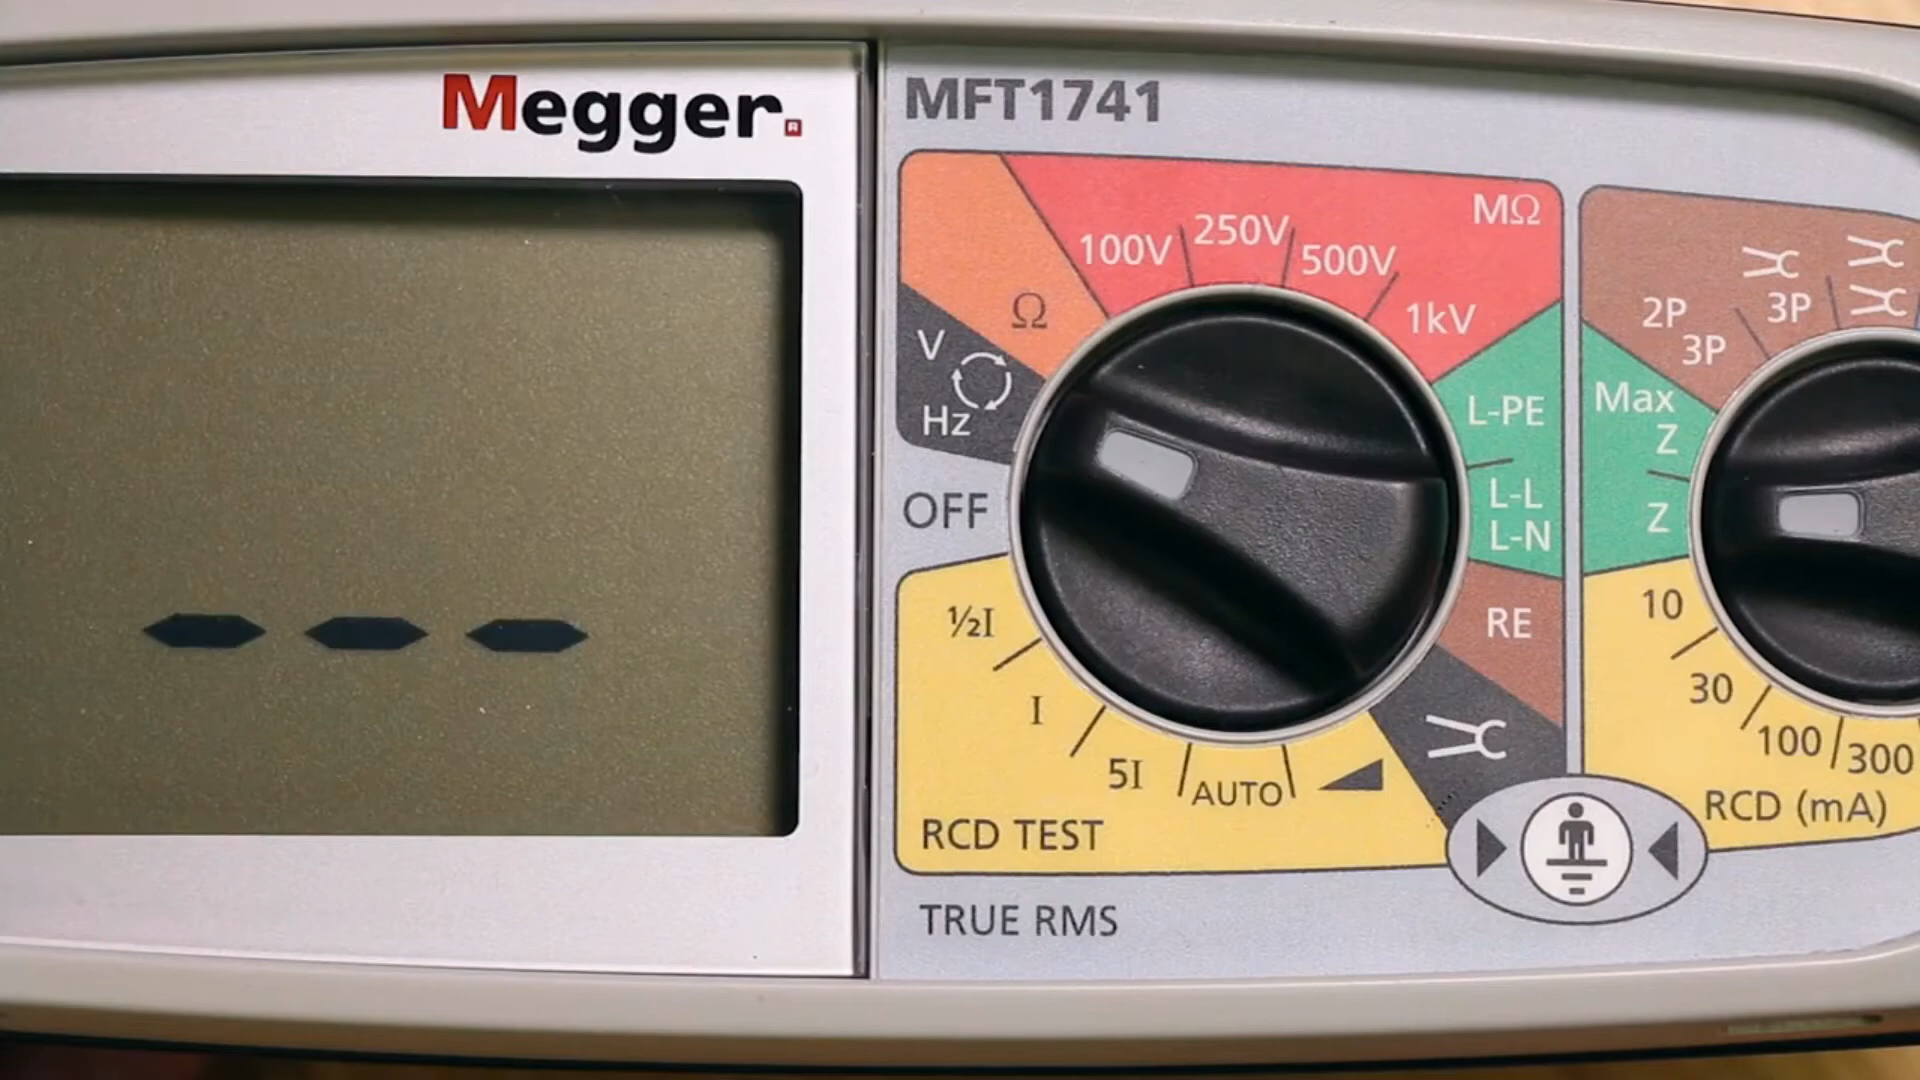 Megger.
---
MFT1741
MΩ
100V
250V
500V
1kV
Ω
V
Hz
OFF
L-PE
L-L
L-N
RE
½I
I
5I
AUTO
RCD TEST
TRUE RMS
2P
3P
3P
Max
Z
Z
10
30
100
300
RCD (mA)